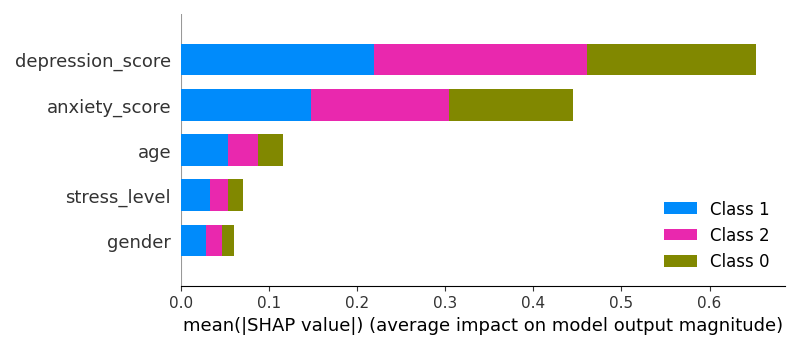 depression_score
anxiety_score
age
stress_level
gender
Class 1
Class 2
Class 0
0.0 0.1 0.2 0.3 0.4 0.5 0.6
mean(|SHAP value|) (average impact on model output magnitude)